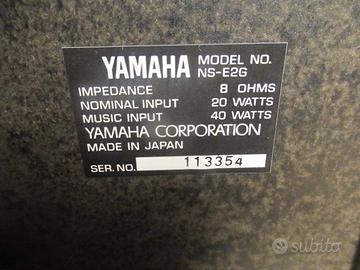 YAMAHA MODEL NO.
NS-E2G
IMPEDANCE 8 OHMS
NOMINAL INPUT 20 WATTS
MUSIC INPUT 40 WATTS
YAMAHA CORPORATION
MADE IN JAPAN
SER. NO. 113354
subito